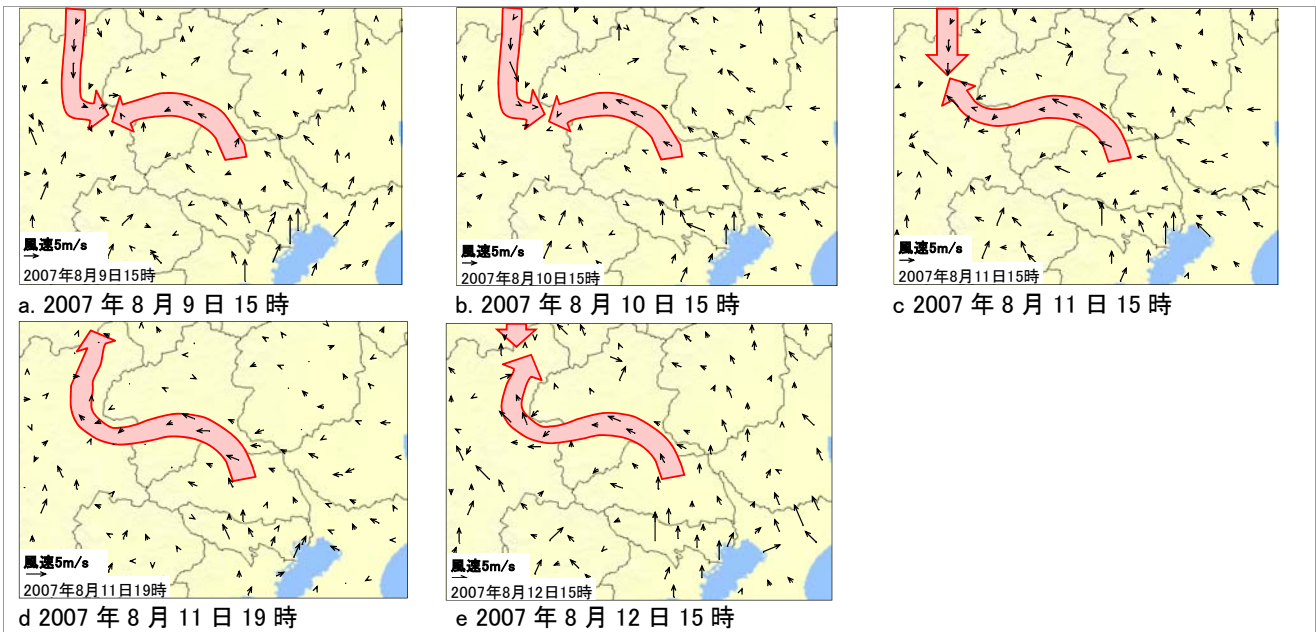 風速5m/s
2007年8月9日15時
a. 2007 年 8 月 9 日 15 時
風速5m/s
2007年8月10日15時
b. 2007 年 8 月 10 日 15 時
風速5m/s
2007年8月11日15時
c 2007 年 8 月 11 日 15 時
風速5m/s
2007年8月11日19時
d 2007 年 8 月 11 日 19 時
風速5m/s
2007年8月12日15時
e 2007 年 8 月 12 日 15 時